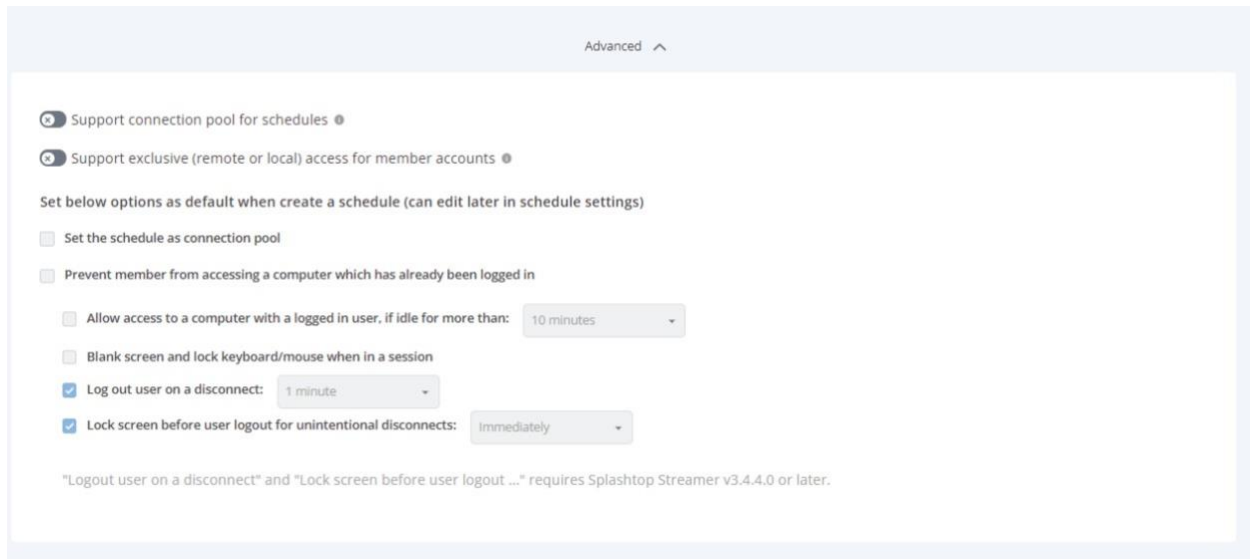 Advanced
Support connection pool for schedules
Support exclusive (remote or local) access for member accounts
Set below options as default when create a schedule (can edit later in schedule settings)
Set the schedule as connection pool
Prevent member from accessing a computer which has already been logged in
Allow access to a computer with a logged in user, if idle for more than: 10 minutes
Blank screen and lock keyboard/mouse when in a session
Log out user on a disconnect: 1 minute
Lock screen before user logout for unintentional disconnects: Immediately
"Logout user on a disconnect" and "Lock screen before user logout ..." requires Splashtop Streamer v3.4.4.0 or later.